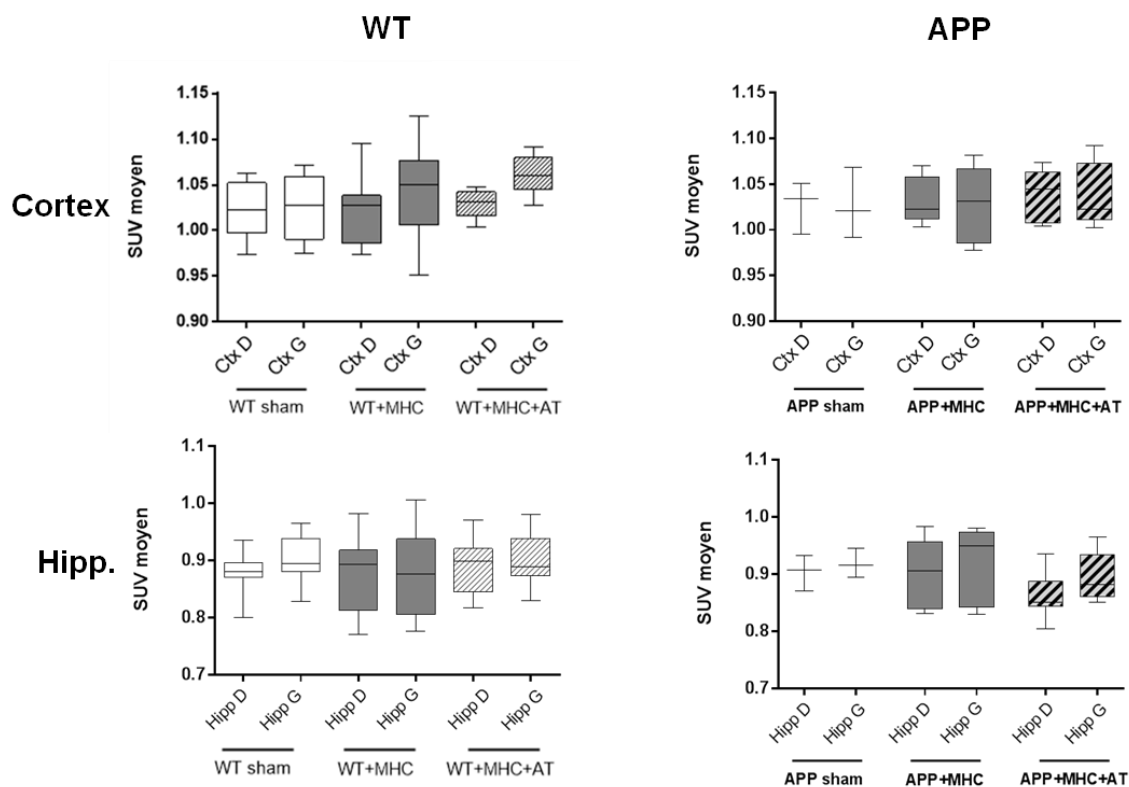 WT
APP
Cortex
SUV moyen
1.15
1.10
1.05
1.00
0.95
0.90
Ctx D
Ctx G
Ctx D
Ctx G
Ctx D
Ctx G
WT sham
WT+MHC
WT+MHC+AT
SUV moyen
1.15
1.10
1.05
1.00
0.95
0.90
Ctx D
Ctx G
Ctx D
Ctx G
Ctx D
Ctx G
APP sham
APP+MHC
APP+MHC+AT
Hipp.
SUV moyen
1.1
1.0
0.9
0.8
0.7
Hipp D
Hipp G
Hipp D
Hipp G
Hipp D
Hipp G
WT sham
WT+MHC
WT+MHC+AT
SUV moyen
1.1
1.0
0.9
0.8
0.7
Hipp D
Hipp G
Hipp D
Hipp G
Hipp D
Hipp G
APP sham
APP+MHC
APP+MHC+AT